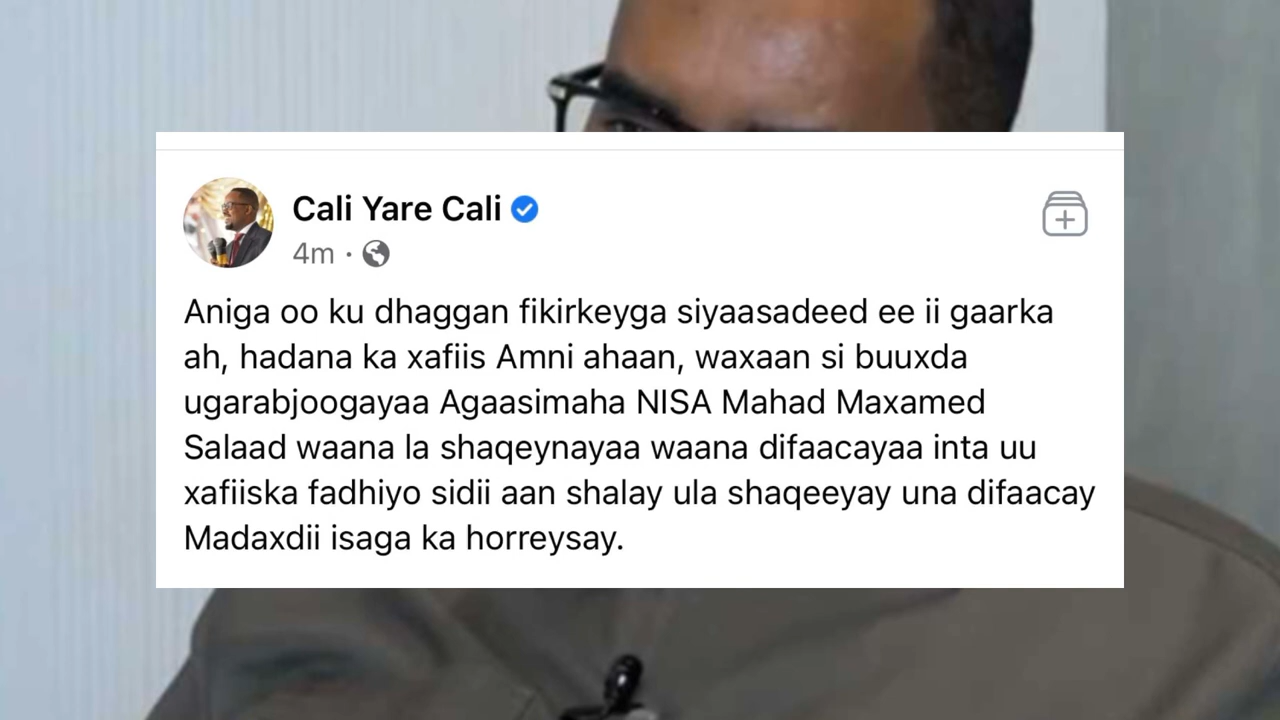 Cali Yare Cali
4m ·
Aniga oo ku dhaggan fikirkeyga siyaasadeed ee ii gaarka
ah, hadana ka xafiis Amni ahaan, waxaan si buuxda
ugarabjoogayaa Agaasimaha NISA Mahad Maxamed
Salaad waana la shaqeynayaa waana difaacayaa inta uu
xafiiska fadhiyo sidii aan shalay ula shaqeeyay una difaacay
Madaxdii isaga ka horreysay.